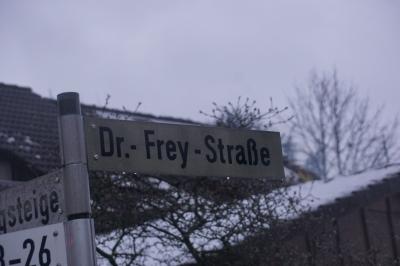 Dr.- Frey - Straße
steige
-26